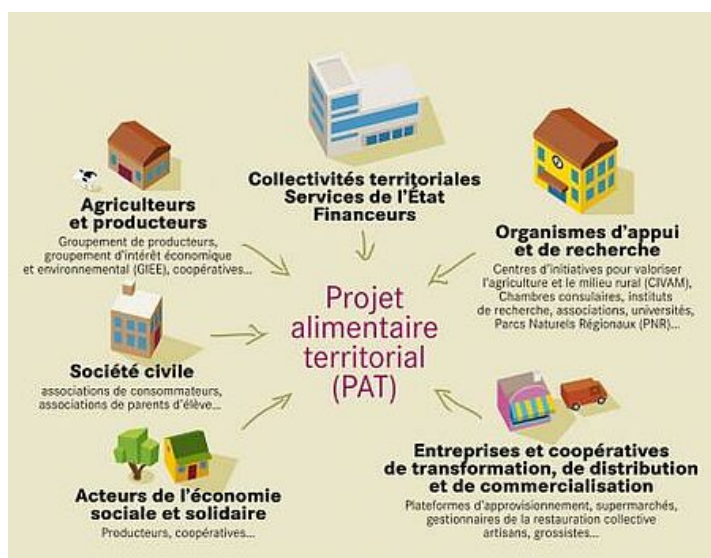 Collectivités territoriales
Services de l'État
Financeurs
Agriculteurs
et producteurs
Groupement de producteurs,
groupement d'intérêt économique
et environnemental (GIEE), coopératives...
Organismes d'appui
et de recherche
Centres d'initiatives pour valoriser
l'agriculture et le milieu rural (CIVAM),
Chambres consulaires, instituts
de recherche, associations, universités,
Parcs Naturels Régionaux (PNR)...
Projet
alimentaire
territorial
(PAT)
Société civile
associations de consommateurs,
associations de parents d'élève...
Acteurs de l'économie
sociale et solidaire
Producteurs, coopératives...
Entreprises et coopératives
de transformation, de distribution
et de commercialisation
Plateformes d'approvisionnement, supermarchés,
gestionnaires de la restauration collective
artisans, grossistes...